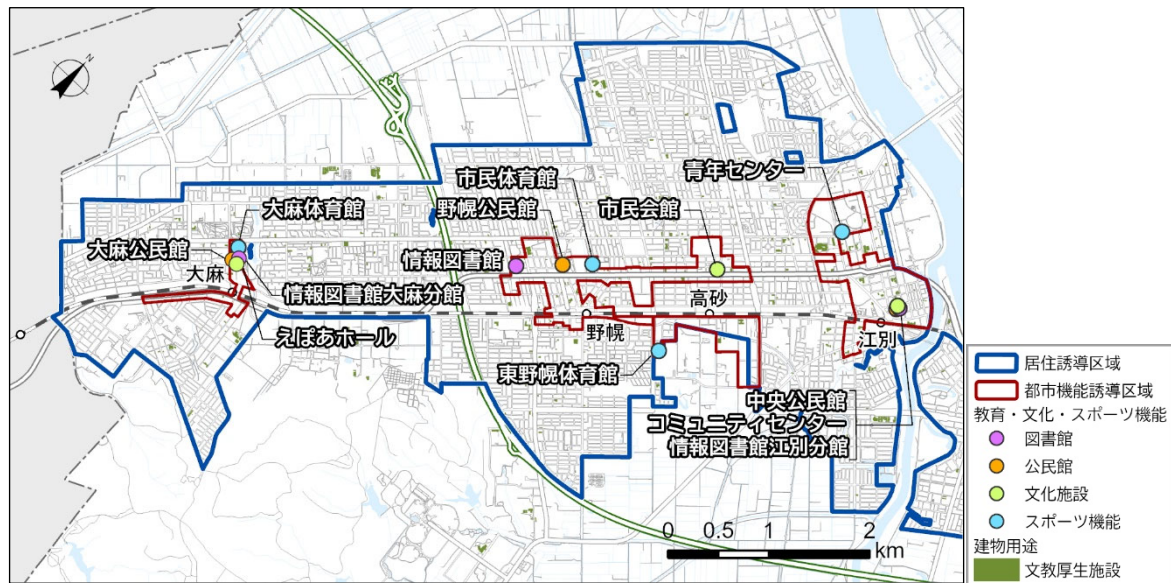 N
青年センター
市民体育館
野幌公民館
市民会館
大麻体育館
大麻公民館
大麻
情報図書館
情報図書館大麻分館
えぽあホール
高砂
野幌
江別
東野幌体育館
中央公民館
コミュニティセンター
情報図書館江別分館
0 0.5 1 2
km
居住誘導区域
都市機能誘導区域
教育・文化・スポーツ機能
図書館
公民館
文化施設
スポーツ機能
建物用途
文教厚生施設